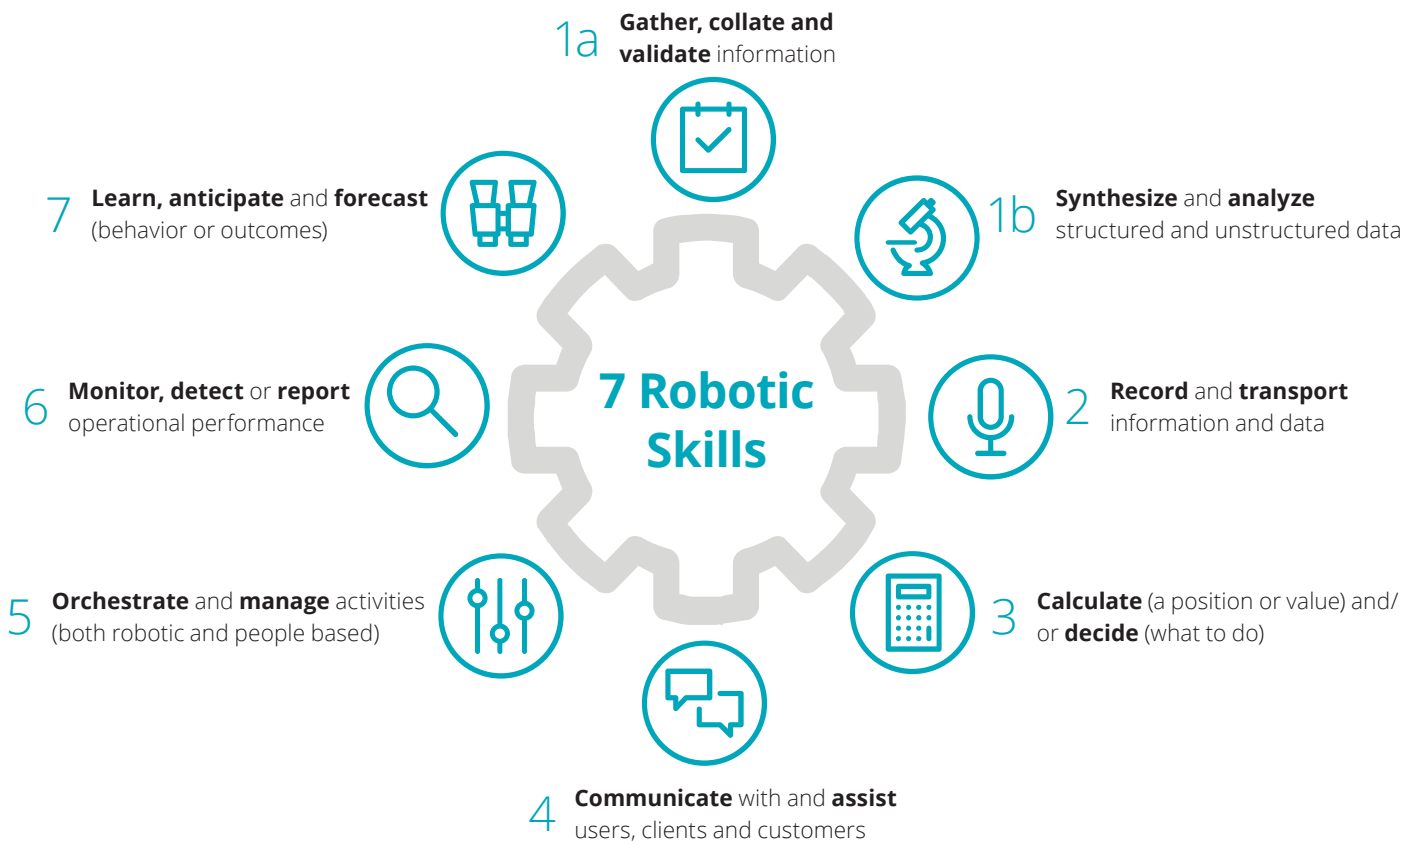 1a
Gather, collate and
validate information
1b
Synthesize and analyze
structured and unstructured data
2
Record and transport
information and data
3
Calculate (a position or value) and/
or decide (what to do)
4
Communicate with and assist
users, clients and customers
5
Orchestrate and manage activities
(both robotic and people based)
6
Monitor, detect or report
operational performance
7
Learn, anticipate and forecast
(behavior or outcomes)
7 Robotic
Skills